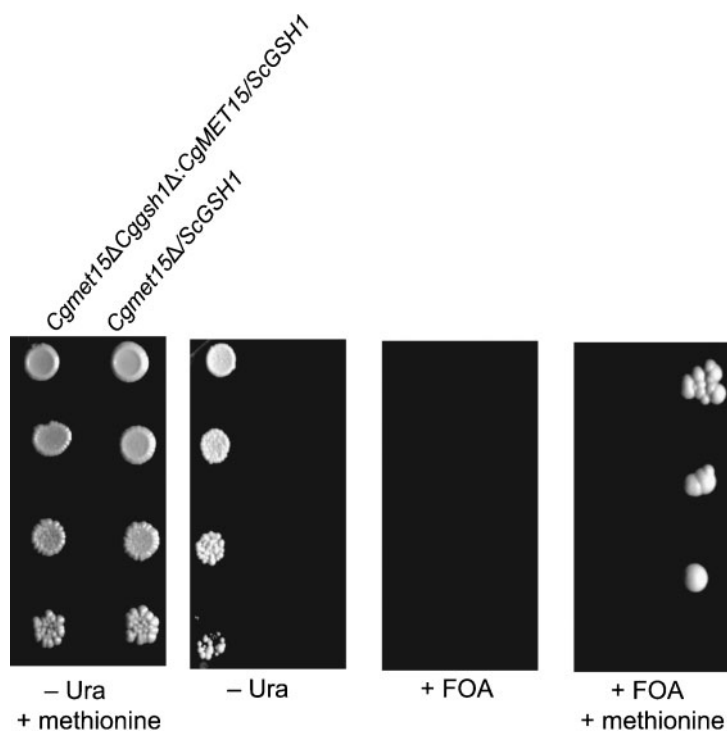 Cgmet15ΔCggsh1Δ:CgMET15/ScGSH1
Cgmet15Δ/ScGSH1
– Ura
+ methionine
– Ura
+ FOA
+ FOA
+ methionine